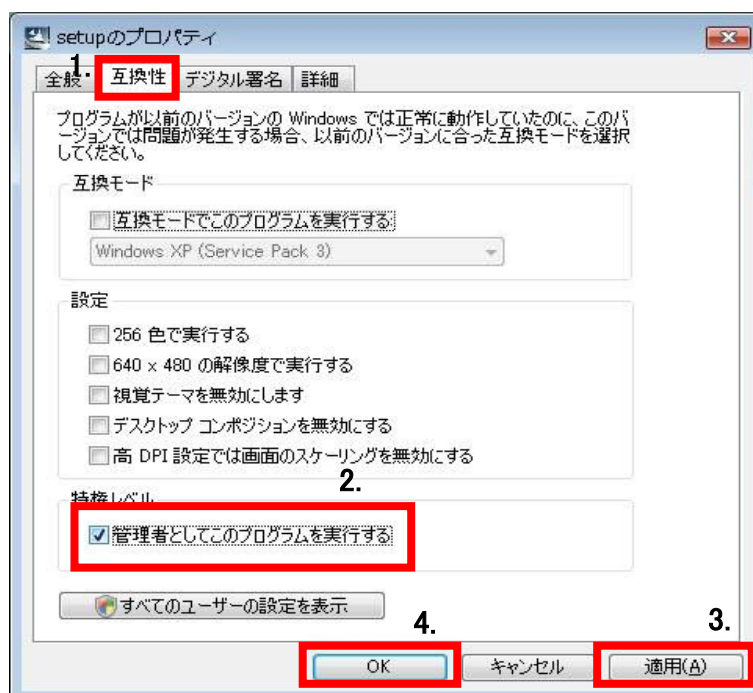 setupのプロパティ
1.
全般 互換性 デジタル署名 詳細
プログラムが以前のバージョンの Windows では正常に動作していたのに、このバ
ージョンでは問題が発生する場合、以前のバージョンに合った互換モードを選択
してください。
互換モード
互換モードでこのプログラムを実行する:
Windows XP (Service Pack 3)
設定
256 色で実行する
640 x 480 の解像度で実行する
視覚テーマを無効にします
デスクトップ コンポジションを無効にする
高 DPI 設定では画面のスケーリングを無効にする
2.
特権レベル
管理者としてこのプログラムを実行する
すべてのユーザーの設定を表示
4.
3.
OK キャンセル 適用(A)